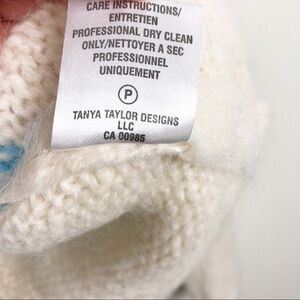 CARE INSTRUCTIONS/
ENTRETIEN
PROFESSIONAL DRY CLEAN
ONLY/NETTOYER A SEC
PROFESSIONNEL
UNIQUEMENT
P
TANYA TAYLOR DESIGNS
LLC
CA 00985